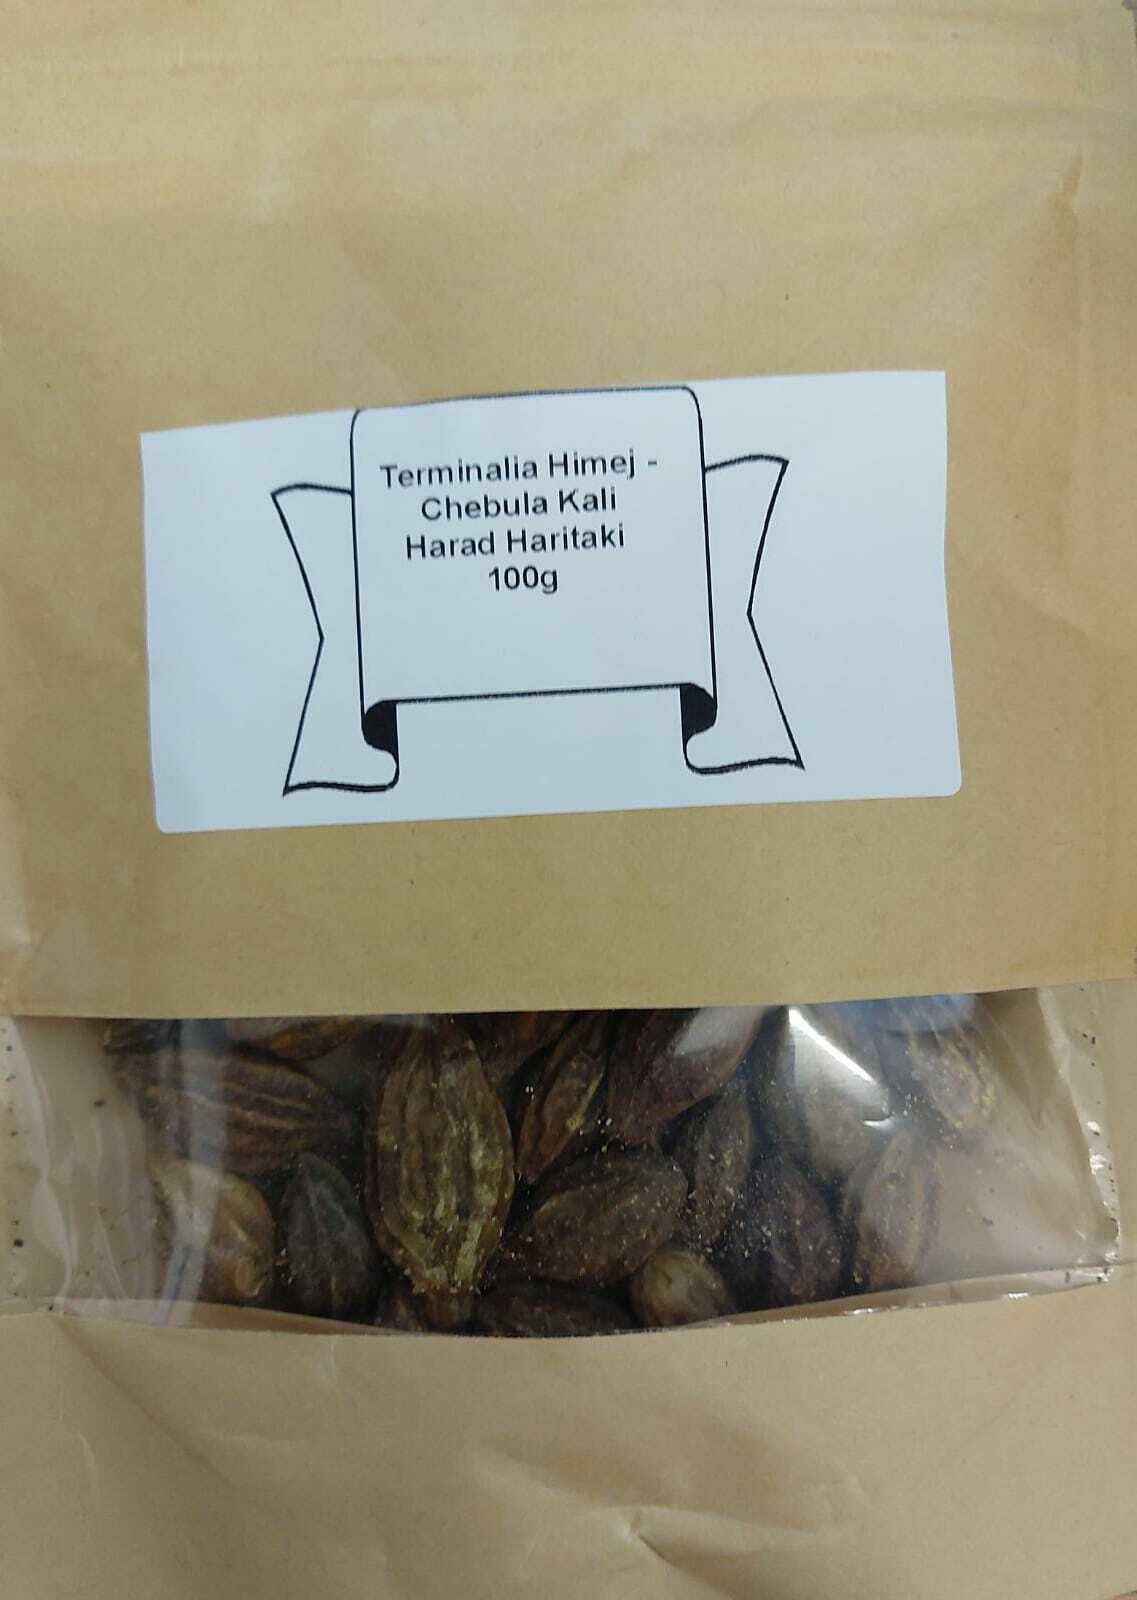 Terminalia Himej -
Chebula Kali
Harad Haritaki
100g